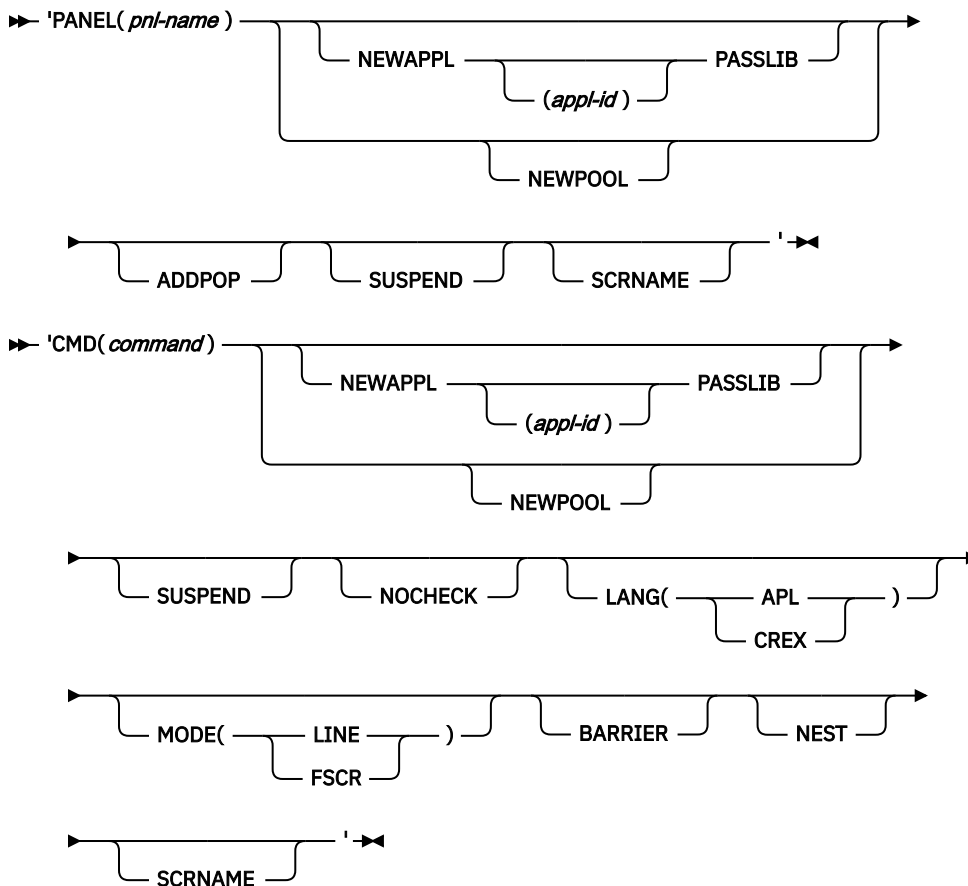 'PANEL( pnl-name )
NEWAPPL PASSLIB
(appl-id )
NEWPOOL
ADDPOP SUSPEND SCRNAME '
'CMD( command )
NEWAPPL PASSLIB
(appl-id )
NEWPOOL
SUSPEND NOCHECK LANG( APL )
CREX
MODE( LINE ) BARRIER NEST
FSCR
SCRNAME '